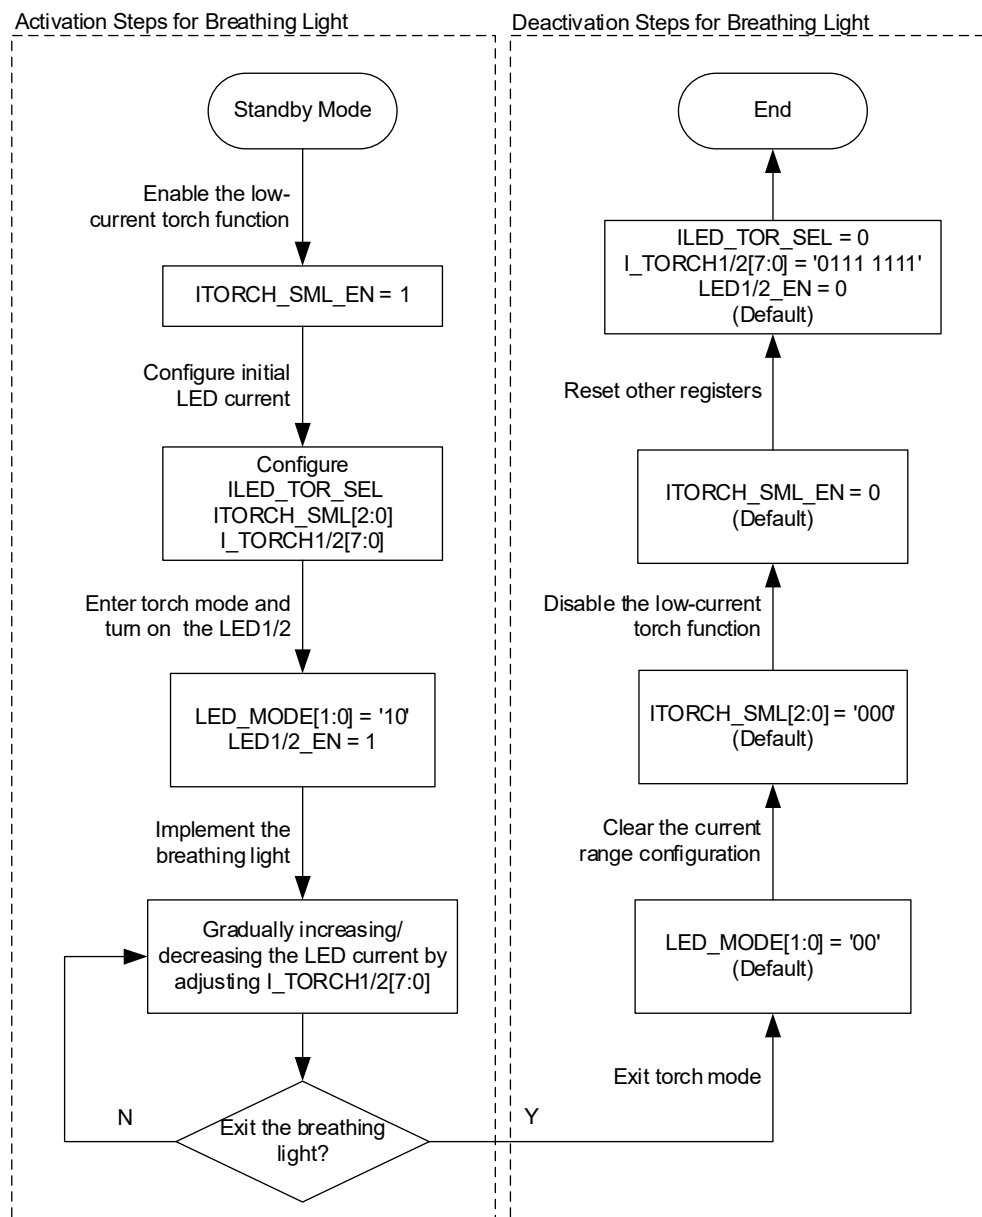 Activation Steps for Breathing Light
Standby Mode
Enable the low-
current torch function
ITORCH_SML_EN = 1
Configure initial
LED current
Configure
ILED_TOR_SEL
ITORCH_SML[2:0]
I_TORCH1/2[7:0]
Enter torch mode and
turn on the LED1/2
LED_MODE[1:0] = '10'
LED1/2_EN = 1
Implement the
breathing light
Gradually increasing/
decreasing the LED current by
adjusting I_TORCH1/2[7:0]
Exit the breathing
light?
N
Y
Deactivation Steps for Breathing Light
End
ILED_TOR_SEL = 0
I_TORCH1/2[7:0] = '0111 1111'
LED1/2_EN = 0
(Default)
Reset other registers
ITORCH_SML_EN = 0
(Default)
Disable the low-current
torch function
ITORCH_SML[2:0] = '000'
(Default)
Clear the current
range configuration
LED_MODE[1:0] = '00'
(Default)
Exit torch mode